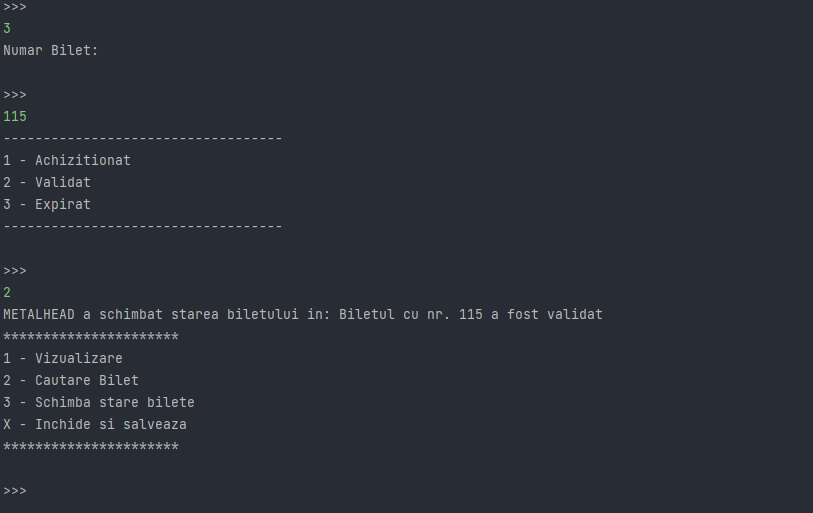 >>>
3
Numar Bilet:
>>>
115
-----------------------------------
1 - Achizitionat
2 - Validat
3 - Expirat
-----------------------------------
>>>
2
METALHEAD a schimbat starea biletului in: Biletul cu nr. 115 a fost validat
**********************
1 - Vizualizare
2 - Cautare Bilet
3 - Schimba stare bilete
X - Inchide si salveaza
**********************
>>>